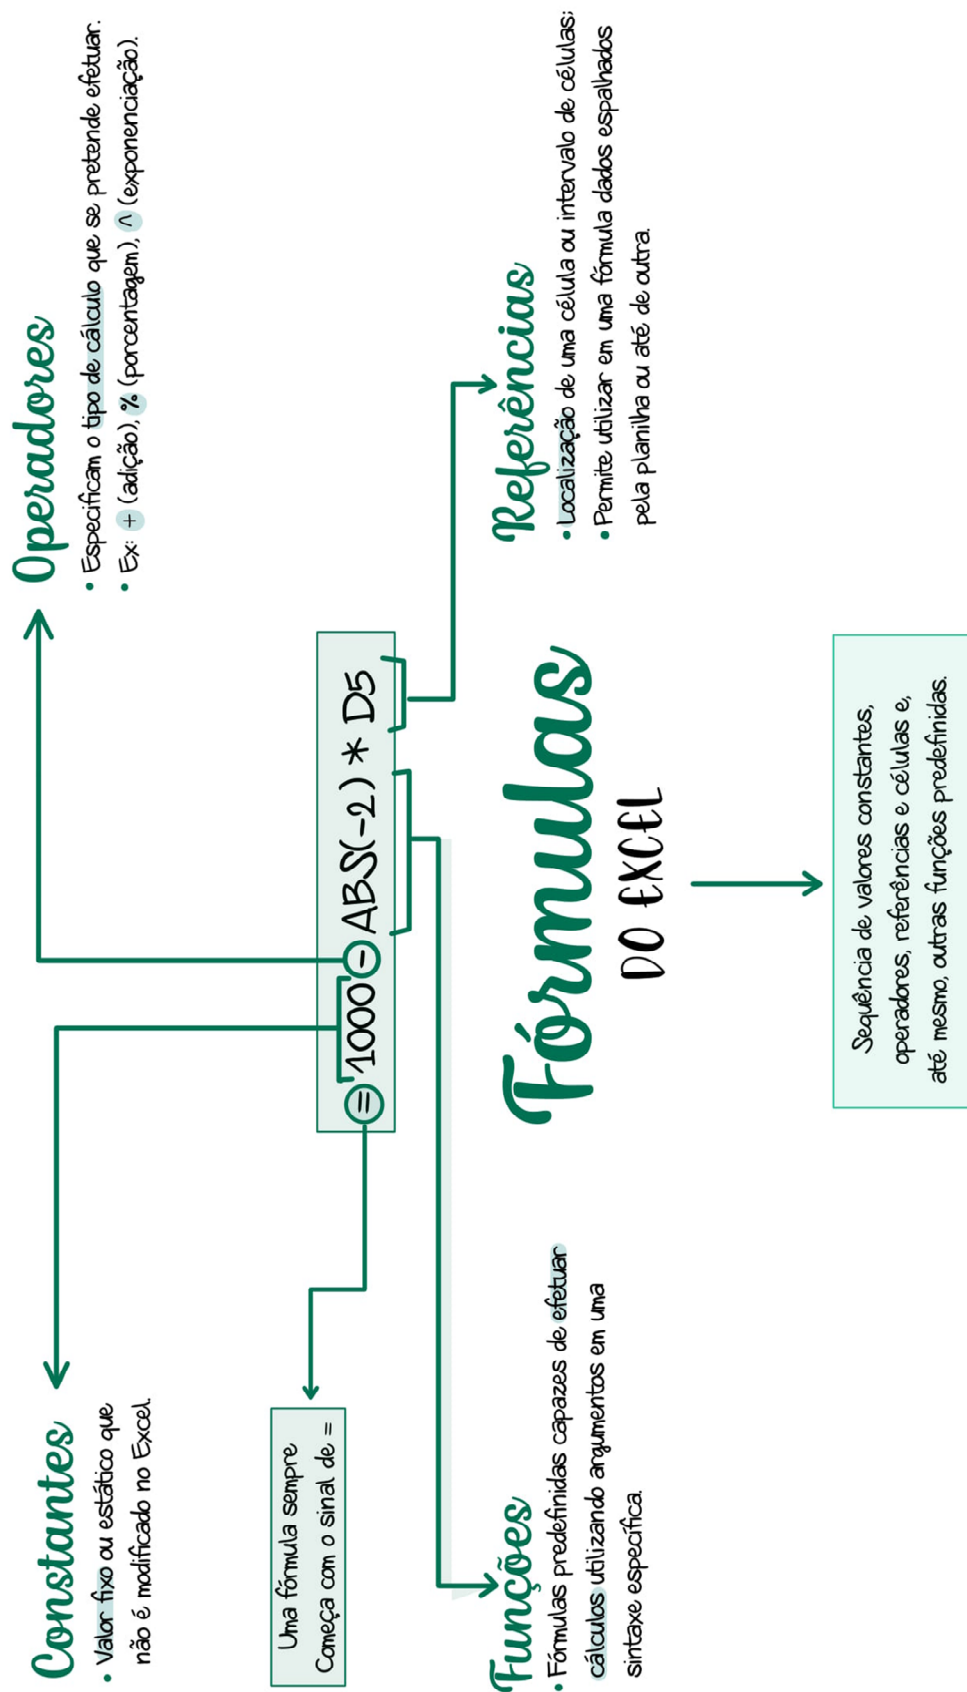 Constantes
• Valor fixo ou estático que
não é modificado no Excel.
Operadores
• Especificam o tipo de cálculo que se pretende efetuar.
• Ex: + (adição), % (porcentagem), ^ (exponenciação).
Uma fórmula sempre
Começa com o sinal de =
= 1000 - ABS(-2) * D5
Funções
• Fórmulas predefinidas capazes de efetuar
cálculos utilizando argumentos em uma
sintaxe específica.
Fórmulas
DO EXCEL
Referências
• Localização de uma célula ou intervalo de células;
• Permite utilizar em uma fórmula dados espalhados
pela planilha ou até de outra.
Sequência de valores constantes,
operadores, referências e células e,
até mesmo, outras funções predefinidas.